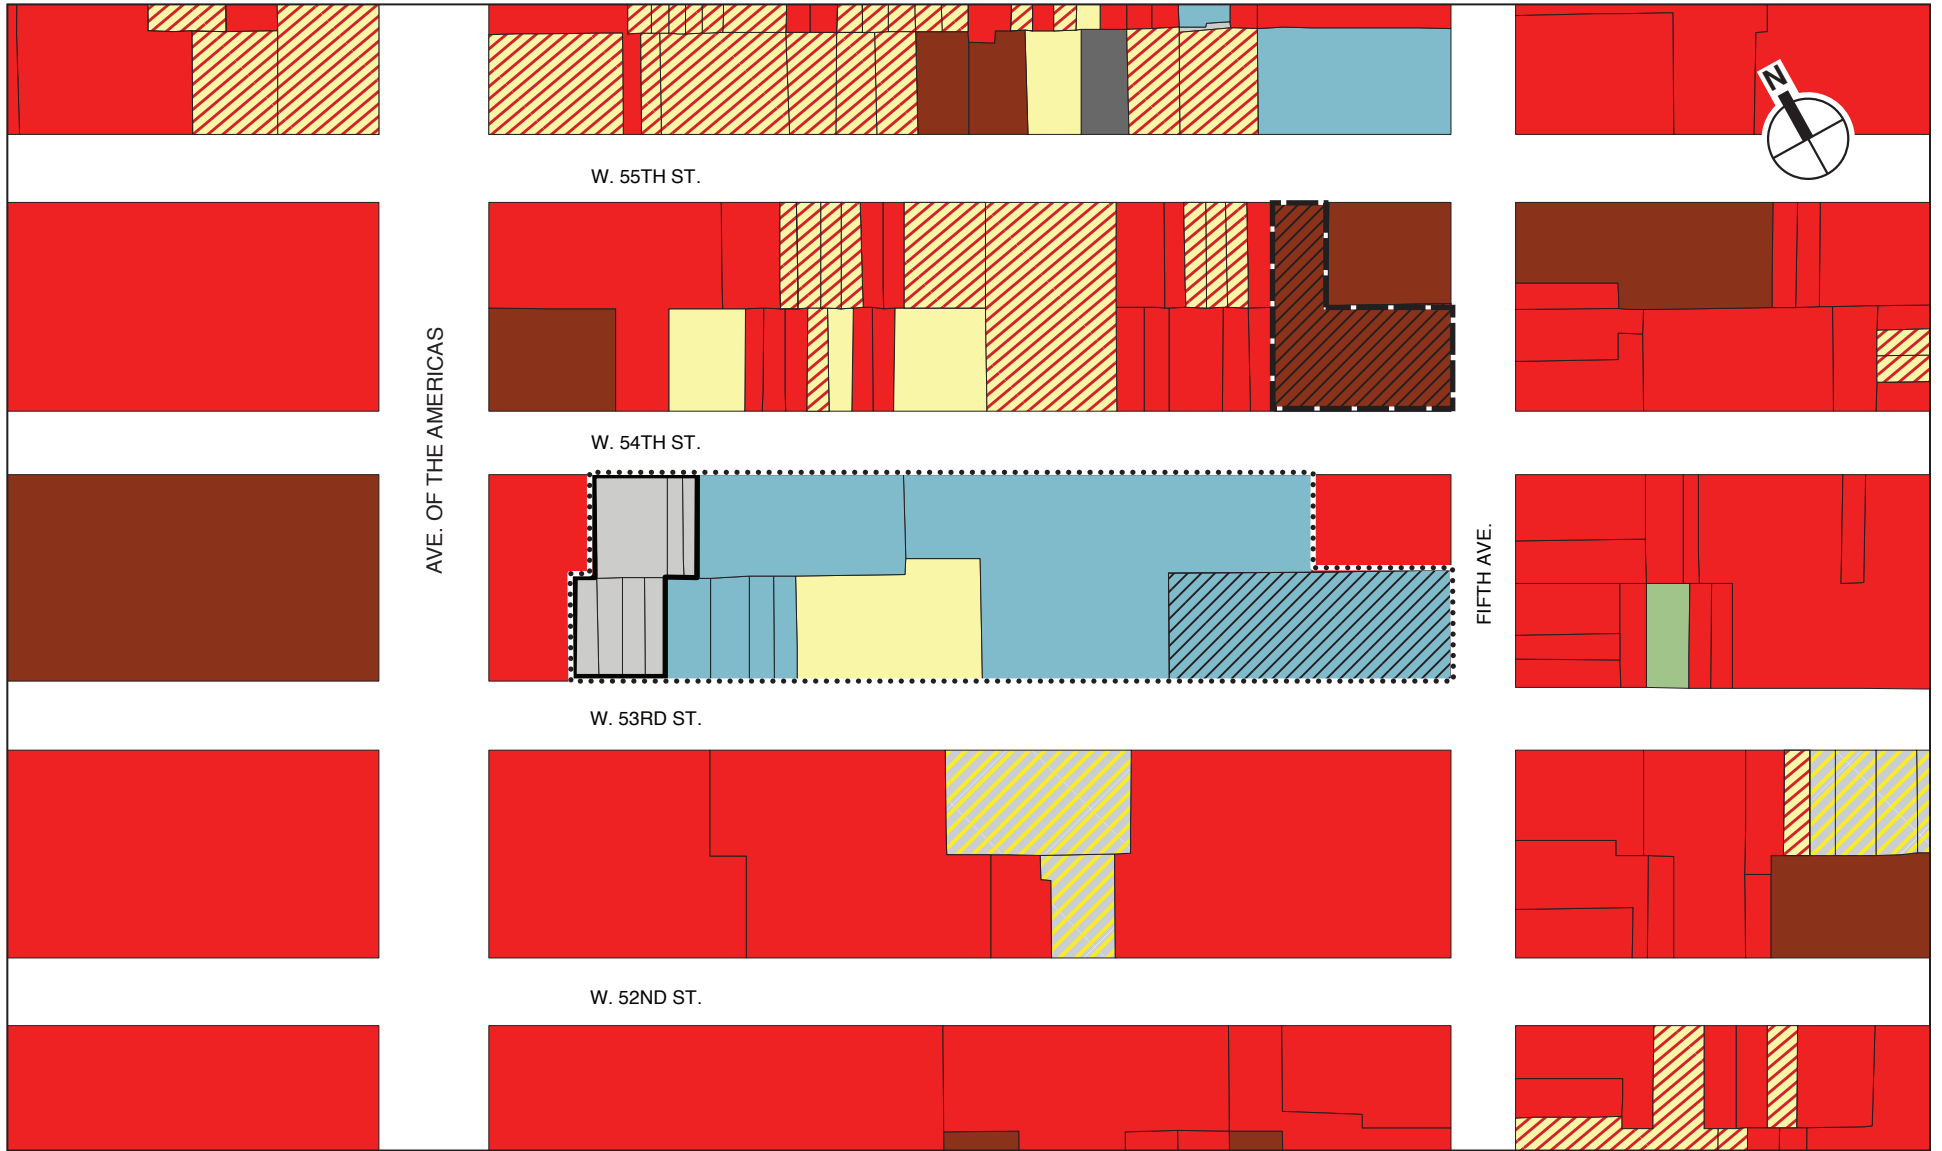 N
W. 55TH ST.
AVE. OF THE AMERICAS
W. 54TH ST.
FIFTH AVE.
W. 53RD ST.
W. 52ND ST.